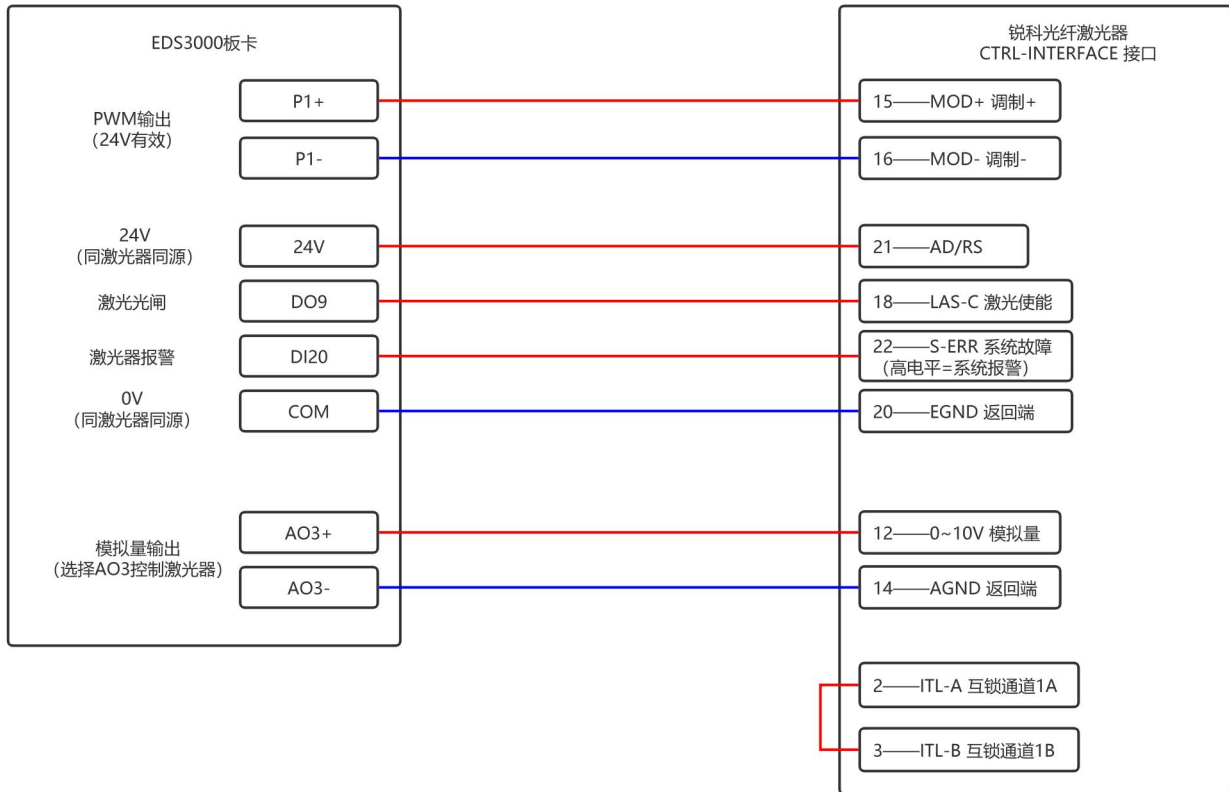 EDS3000板卡
锐科光纤激光器
CTRL-INTERFACE 接口
PWM输出
（24V有效）
P1+
15——MOD+ 调制+
P1-
16——MOD- 调制-
24V
（同激光器同源）
24V
21——AD/RS
激光光闸
DO9
18——LAS-C 激光使能
激光器报警
DI20
22——S-ERR 系统故障
（高电平=系统报警）
0V
（同激光器同源）
COM
20——EGND 返回端
模拟量输出
（选择AO3控制激光器）
AO3+
12——0~10V 模拟量
AO3-
14——AGND 返回端
2——ITL-A 互锁通道1A
3——ITL-B 互锁通道1B